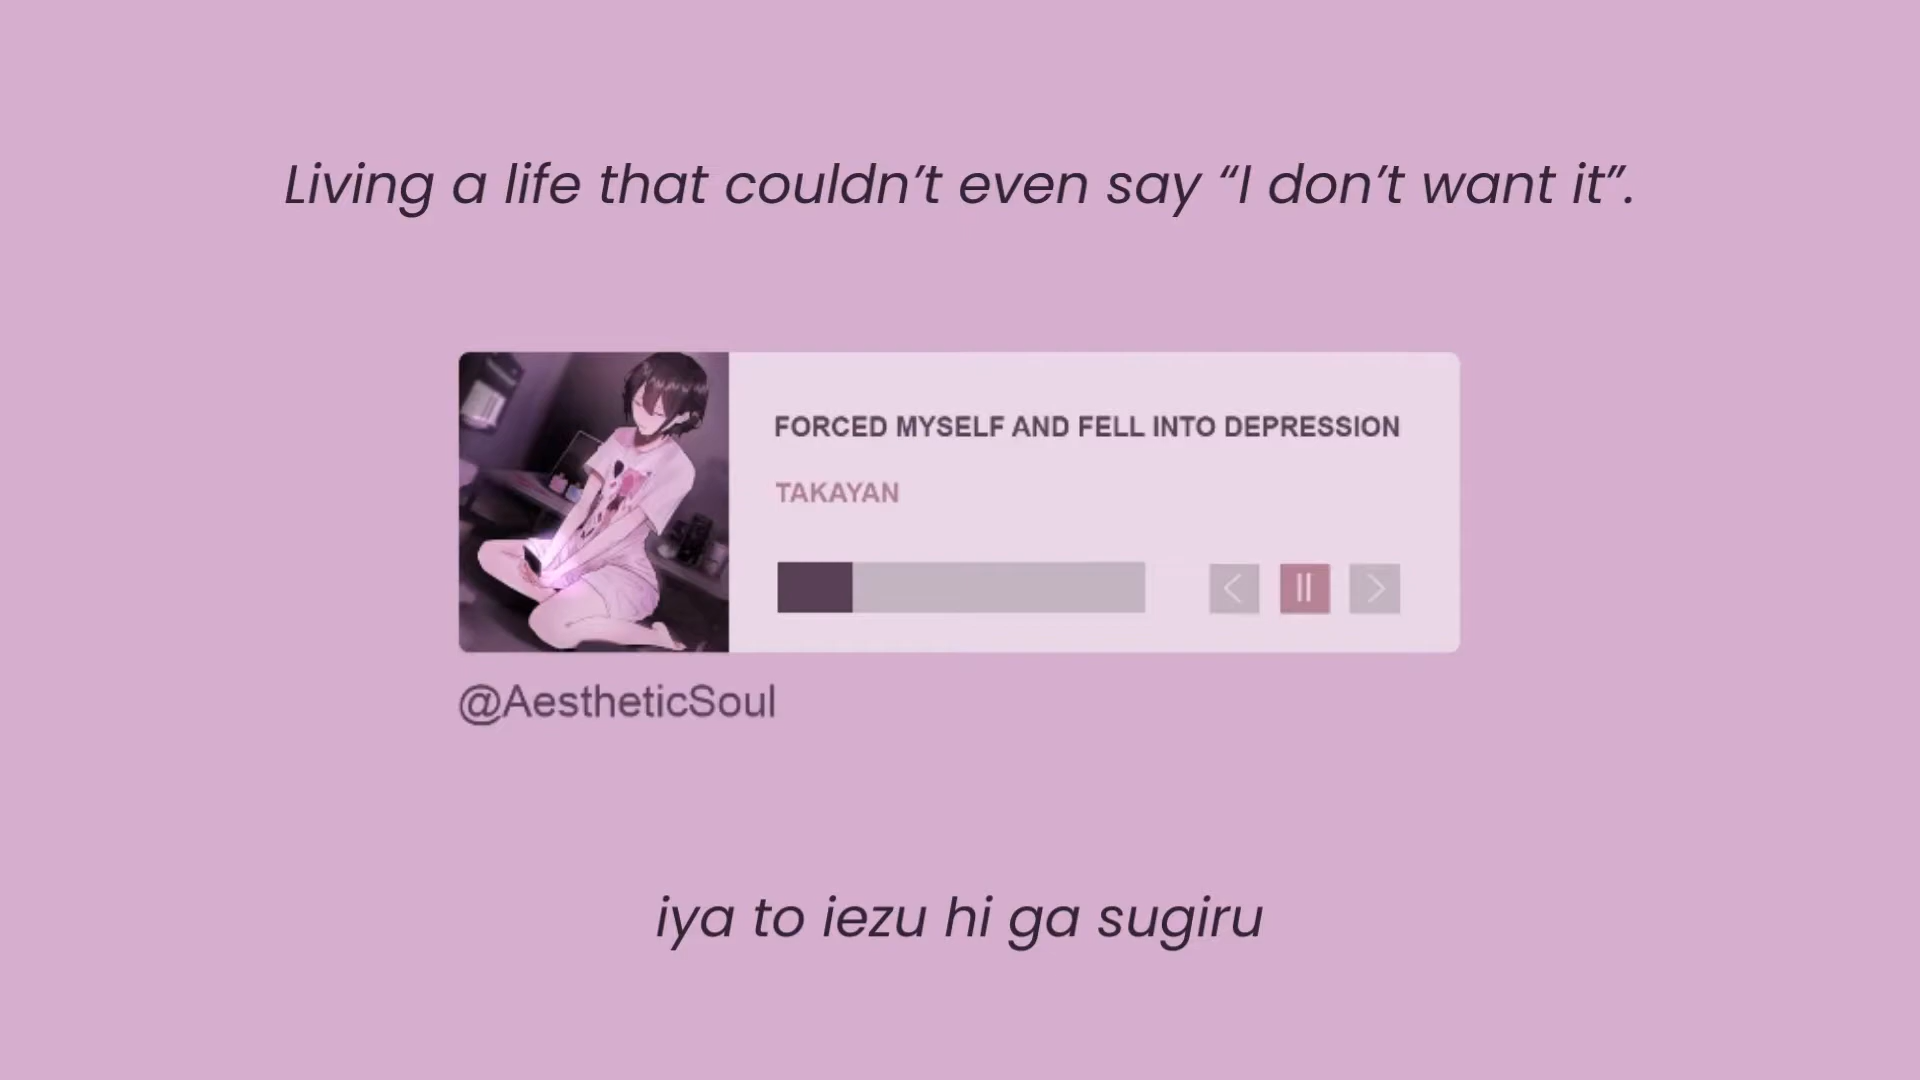 Living a life that couldn’t even say “I don’t want it”.
FORCED MYSELF AND FELL INTO DEPRESSION
TAKAYAN
@AestheticSoul
iya to iezu hi ga sugiru